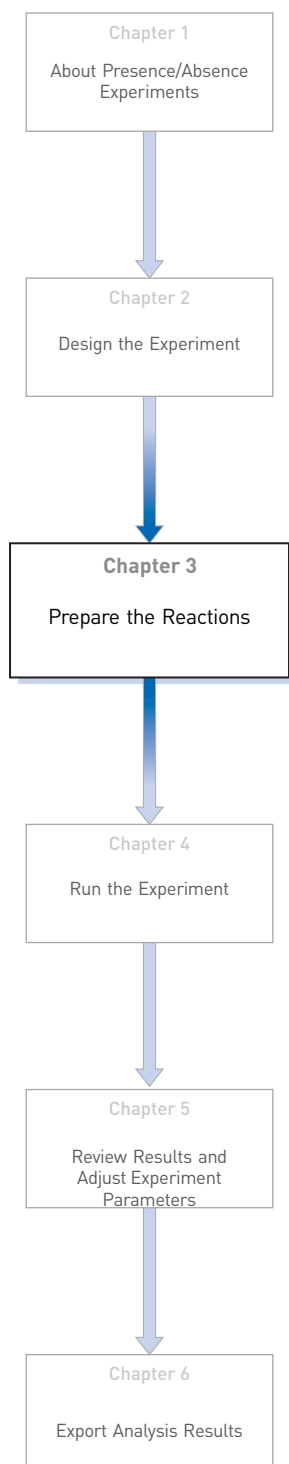 Chapter 1
About Presence/Absence
Experiments
Chapter 2
Design the Experiment
Chapter 3
Prepare the Reactions
Chapter 4
Run the Experiment
Chapter 5
Review Results and
Adjust Experiment
Parameters
Chapter 6
Export Analysis Results